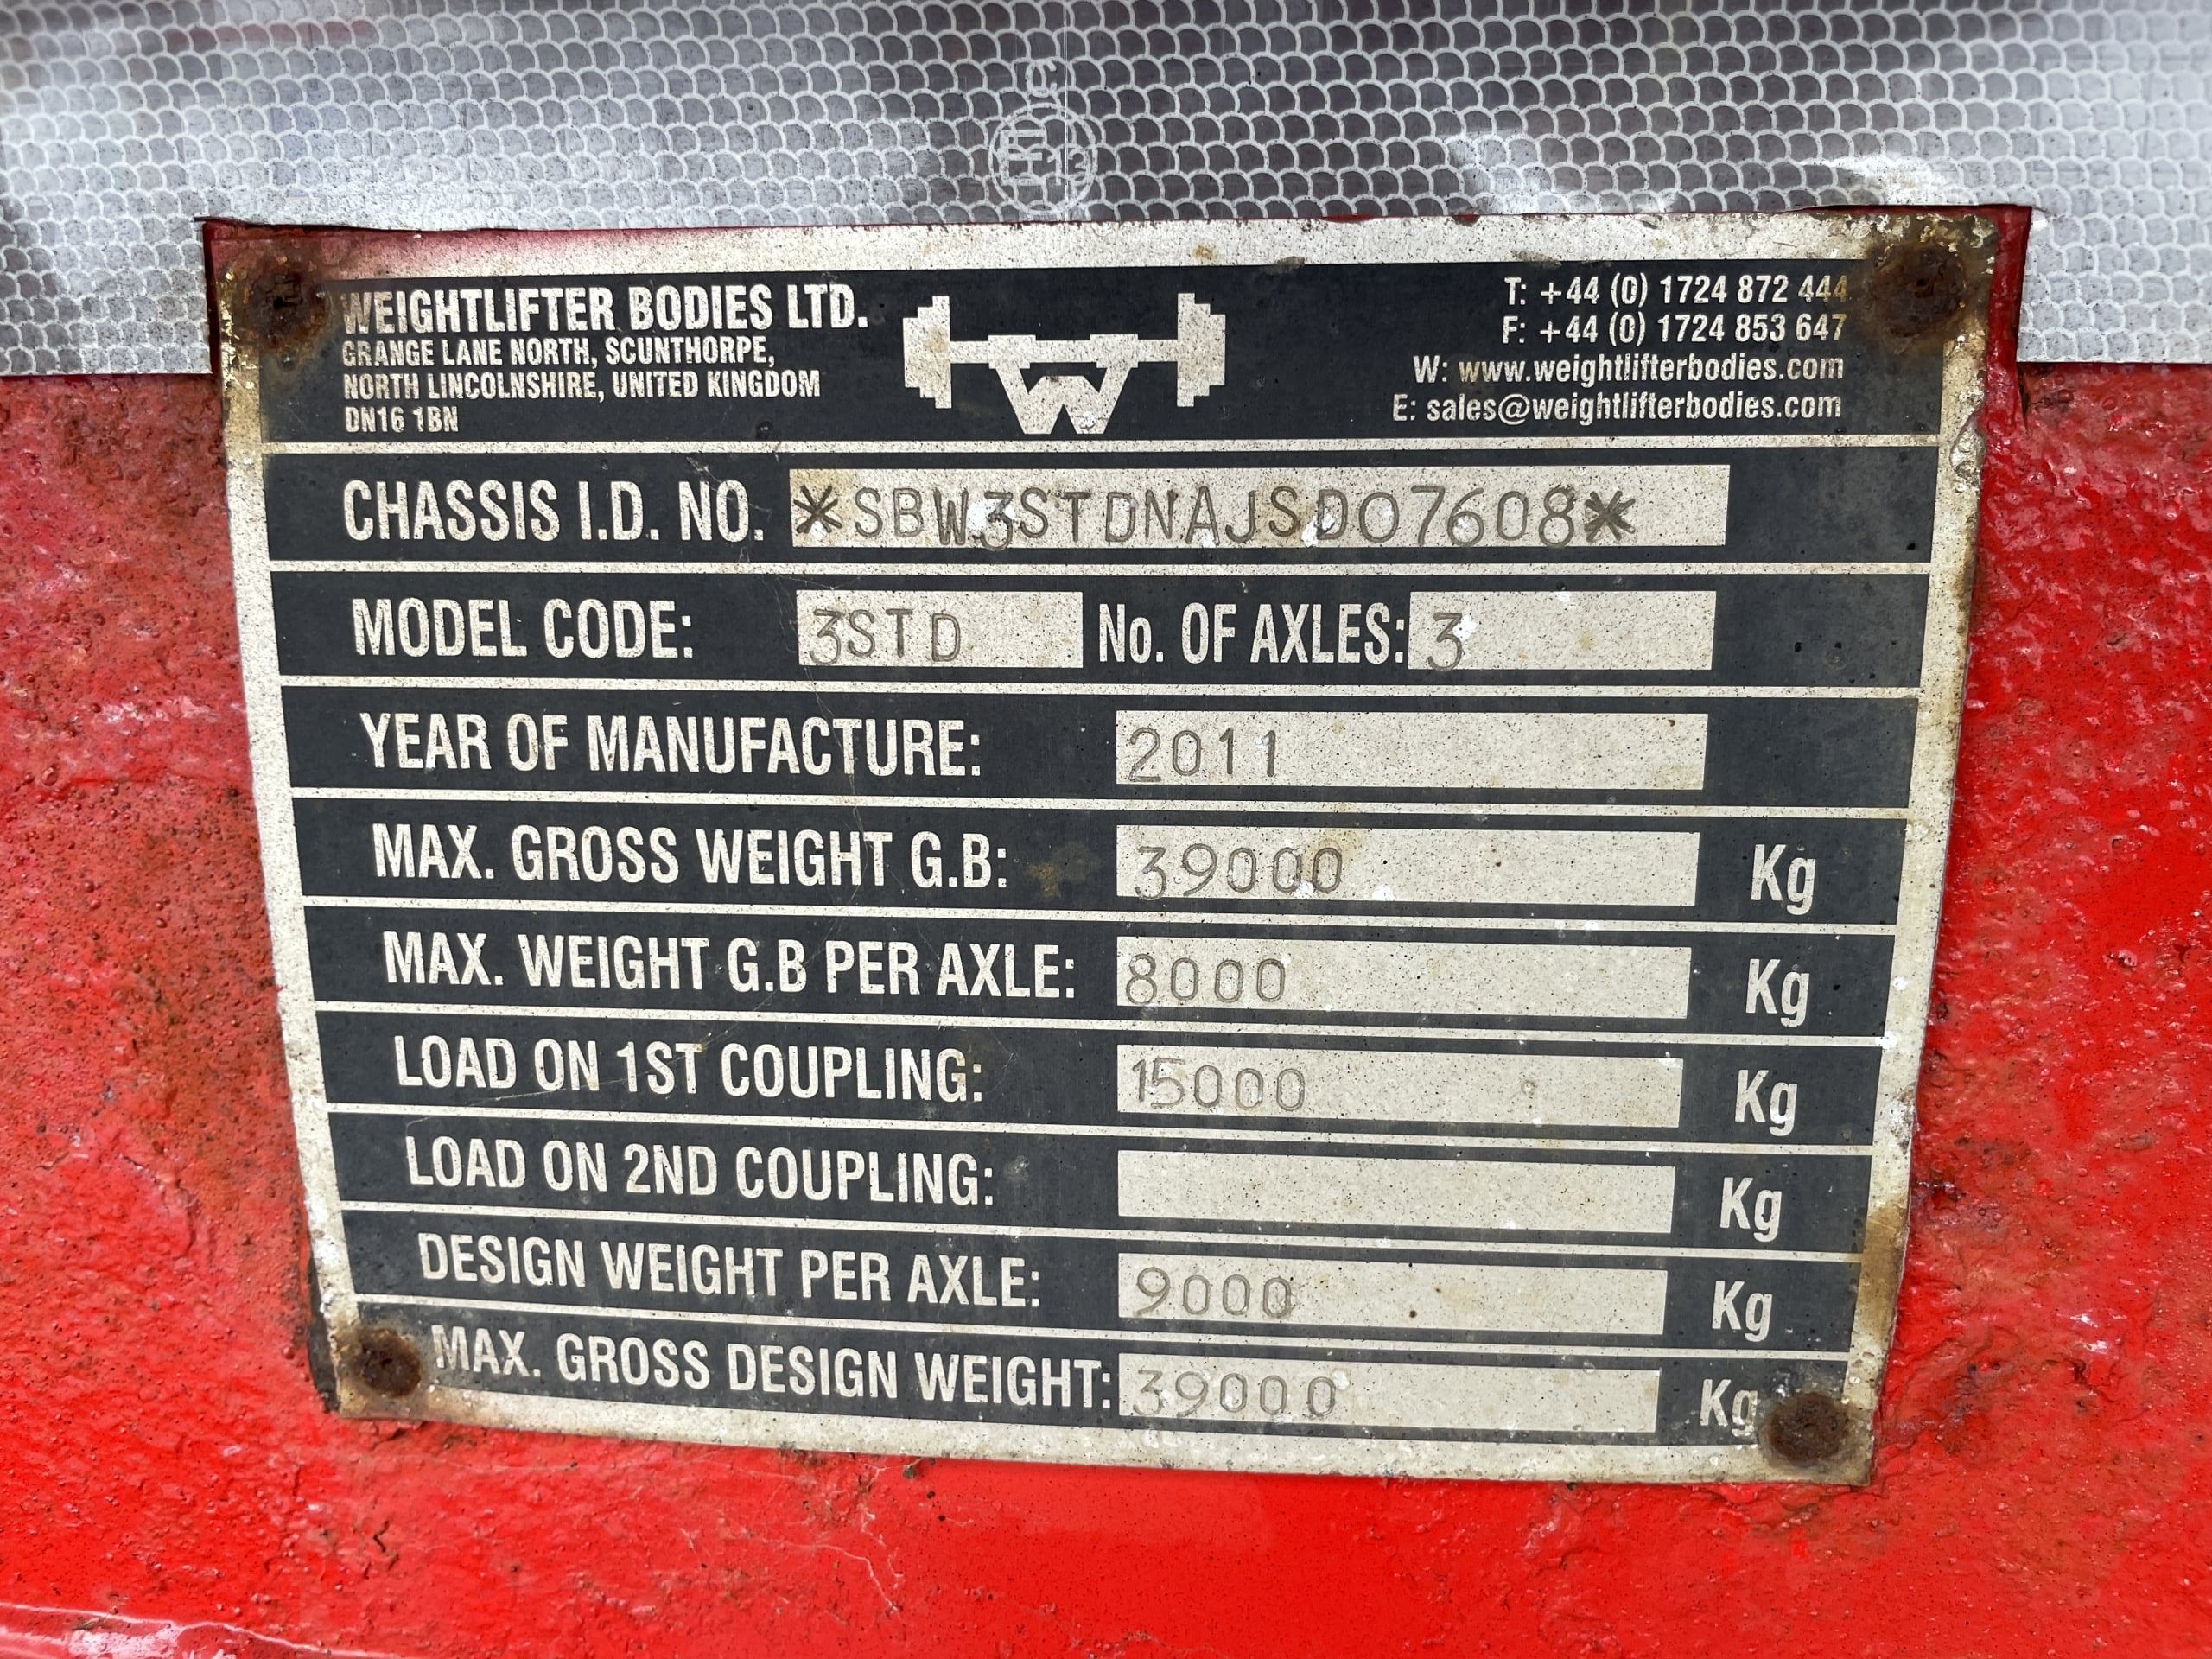 WEIGHTLIFTER BODIES LTD.
GRANGE LANE NORTH, SCUNTHORPE,
NORTH LINCOLNSHIRE, UNITED KINGDOM
DN16 1BN
W
T: +44 (0) 1724 872 444
F: +44 (0) 1724 853 647
W: www.weightlifterbodies.com
E: sales@weightlifterbodies.com
CHASSIS I.D. NO. *SBW3STDNAJSD07608*
MODEL CODE: 3STD No. OF AXLES: 3
YEAR OF MANUFACTURE: 2011
MAX. GROSS WEIGHT G.B: 39000 Kg
MAX. WEIGHT G.B PER AXLE: 8000 Kg
LOAD ON 1ST COUPLING: 15000 Kg
LOAD ON 2ND COUPLING: Kg
DESIGN WEIGHT PER AXLE: 9000 Kg
MAX. GROSS DESIGN WEIGHT: 39000 Kg